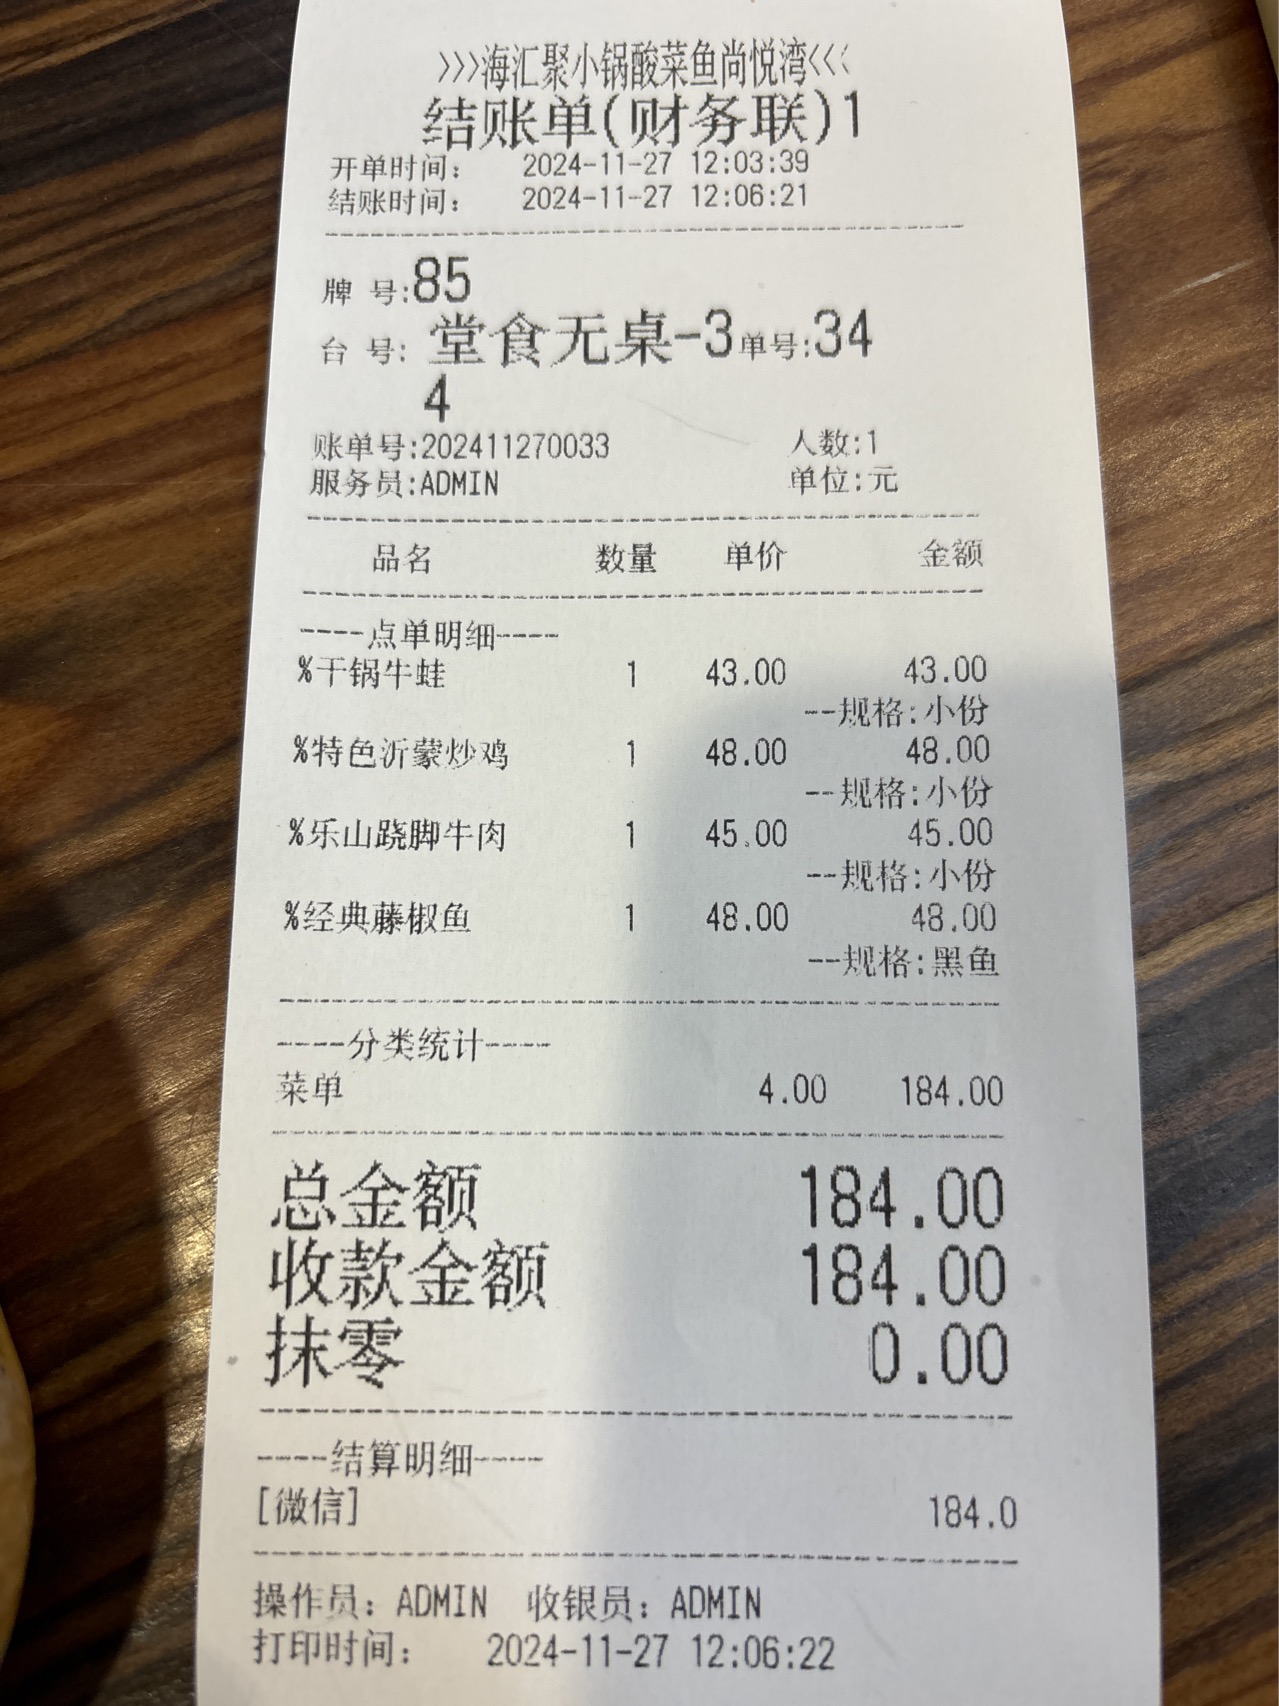 >>>海汇聚小锅酸菜鱼尚悦湾<<<
结账单(财务联)1
开单时间: 2024-11-27 12:03:39
结账时间: 2024-11-27 12:06:21
牌 号:85
台 号: 堂食无桌-3单号:34
4
账单号:202411270033 人数:1
服务员:ADMIN 单位:元
品名 数量 单价 金额
----点单明细----
%干锅牛蛙 1 43.00 43.00
--规格:小份
%特色沂蒙炒鸡 1 48.00 48.00
--规格:小份
%乐山跷脚牛肉 1 45.00 45.00
--规格:小份
%经典藤椒鱼 1 48.00 48.00
--规格:黑鱼
----分类统计----
菜单 4.00 184.00
总金额 184.00
收款金额 184.00
抹零 0.00
----结算明细----
[微信] 184.0
操作员: ADMIN 收银员: ADMIN
打印时间: 2024-11-27 12:06:22